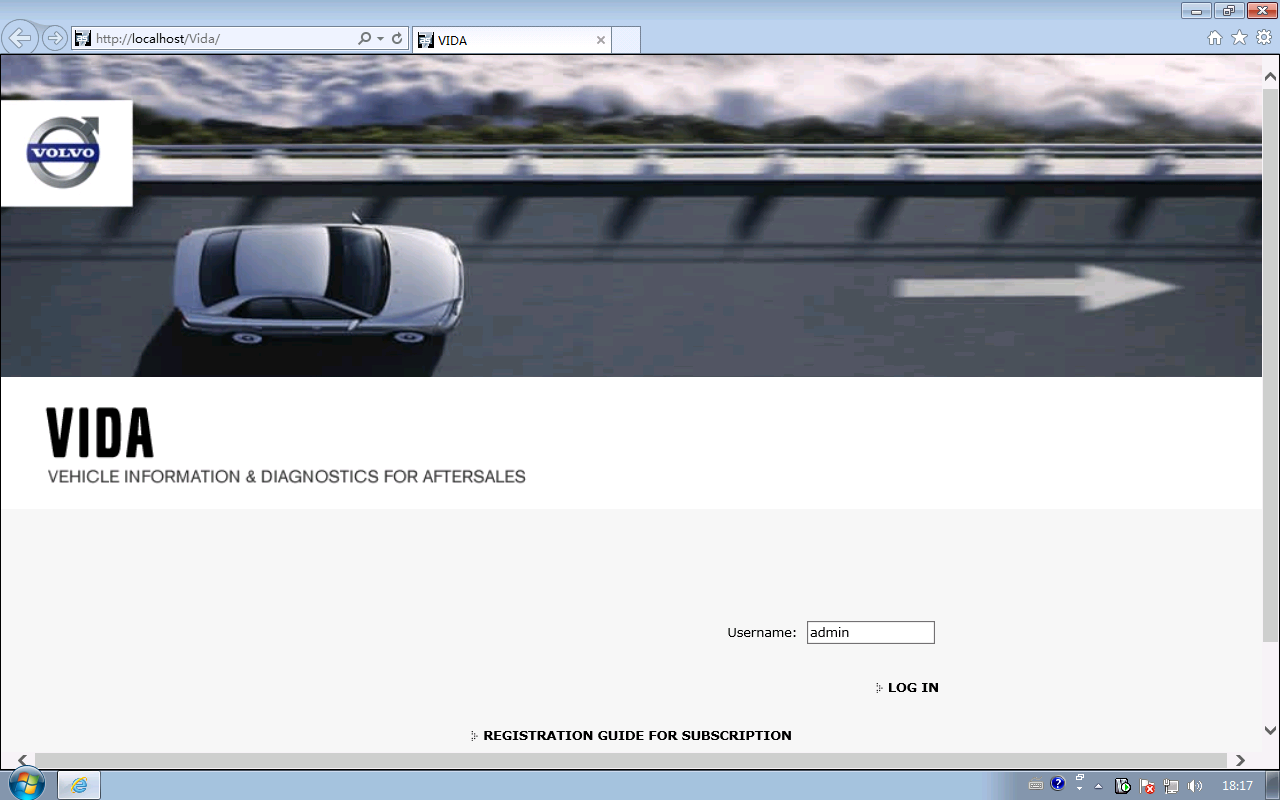 http://localhost/Vida/
VIDA
VOLVO
VIDA
VEHICLE INFORMATION & DIAGNOSTICS FOR AFTERSALES
Username: admin
LOG IN
REGISTRATION GUIDE FOR SUBSCRIPTION
18:17